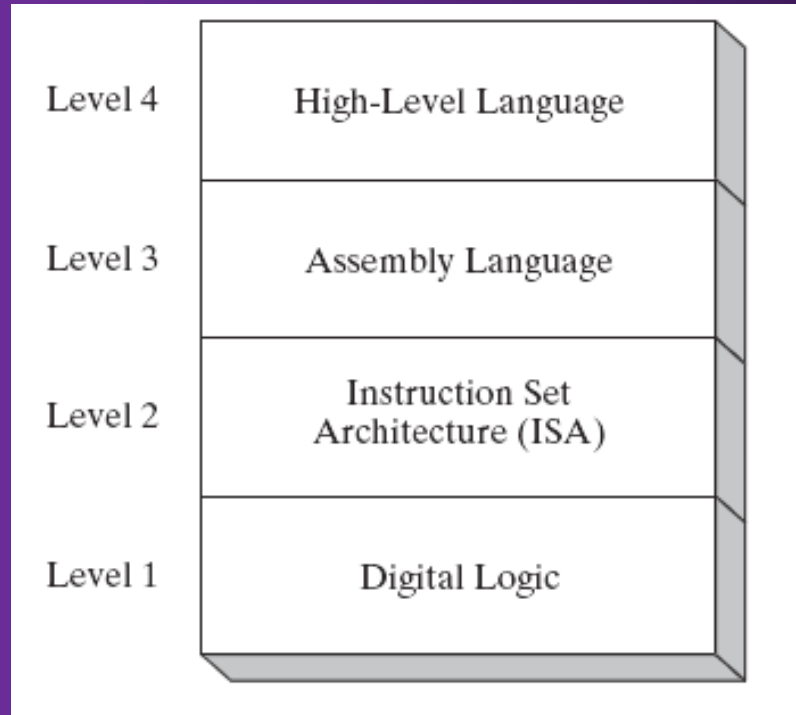 Level 4
High-Level Language
Level 3
Assembly Language
Level 2
Instruction Set
Architecture (ISA)
Level 1
Digital Logic